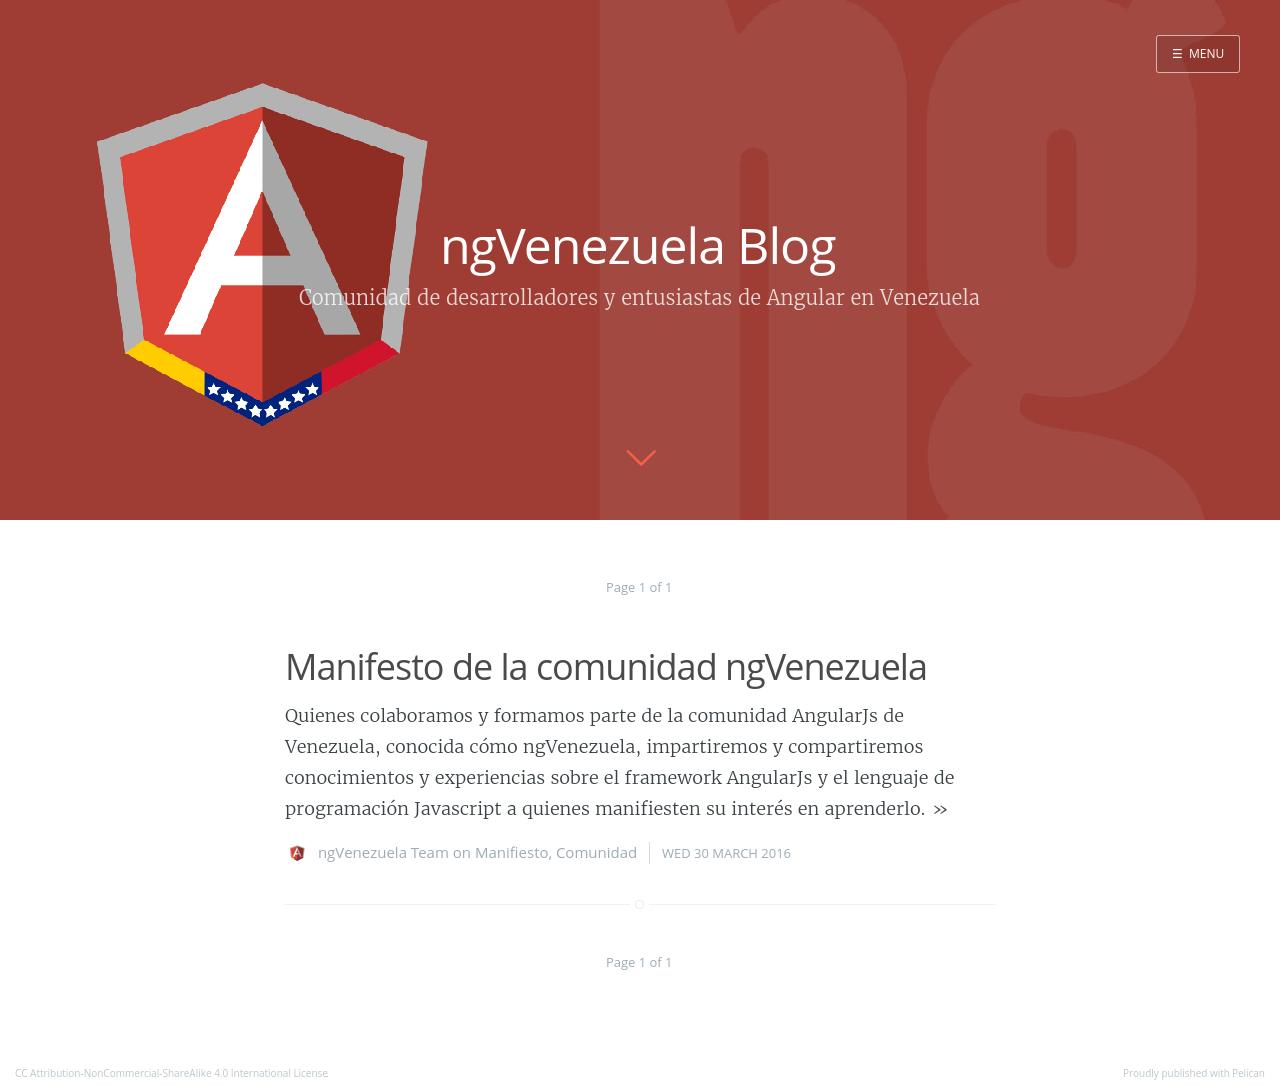 ☰ MENU
ngVenezuela Blog
Comunidad de desarrolladores y entusiastas de Angular en Venezuela
Page 1 of 1
Manifesto de la comunidad ngVenezuela
Quienes colaboramos y formamos parte de la comunidad AngularJs de
Venezuela, conocida cómo ngVenezuela, impartiremos y compartiremos
conocimientos y experiencias sobre el framework AngularJs y el lenguaje de
programación Javascript a quienes manifiesten su interés en aprenderlo. »
ngVenezuela Team on Manifiesto, Comunidad WED 30 MARCH 2016
Page 1 of 1
CC Attribution-NonCommercial-ShareAlike 4.0 International License Proudly published with Pelican